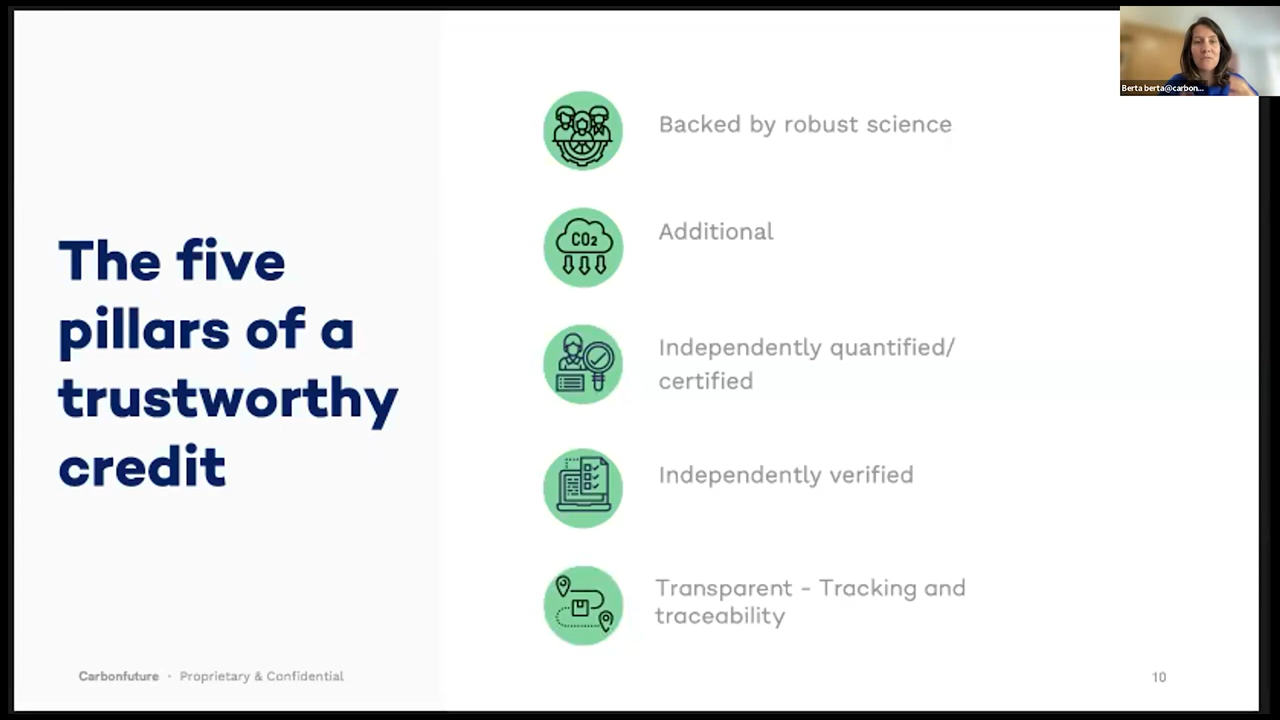 Berta berta@carbon...
The five
pillars of a
trustworthy
credit
Backed by robust science
CO₂
Additional
Independently quantified/
certified
Independently verified
Transparent - Tracking and
traceability
Carbonfuture · Proprietary & Confidential
10